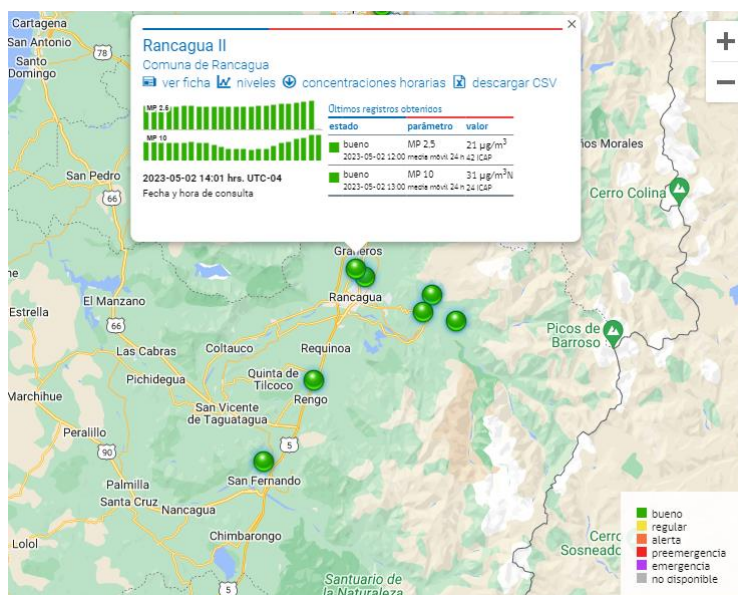 Cartagena
San Antonio
Santo
Domingo
78
Rancagua II
Comuna de Rancagua
ver ficha niveles concentraciones horarias descargar CSV
MP 2.5
MP 10
2023-05-02 14:01 hrs. UTC-04
Fecha y hora de consulta
Últimos registros obtenidos
estado parámetro valor
bueno MP 2,5 21 µg/m³
2023-05-02 12:00 media móvil 24 h 42 ICAP
bueno MP 10 31 µg/m³N
2023-05-02 13:00 media móvil 24 h 24 ICAP
os Morales
San Pedro
66
Cerro Colina
Graneros
Rancagua
El Manzano
Estrella
66
Picos de
Barroso
Las Cabras
Coltauco
Requinoa
Pichidegua
Quinta de
Tilcoco
Rengo
Marchihue
San Vicente
de Taguatagua
Peralillo
5
90
Palmilla
San Fernando
Santa Cruz
Nancagua
Chimbarongo
Lolol
Cerro
Sosneado
5
Santuario de
la Naturaleza
bueno
regular
alerta
preemergencia
emergencia
no disponible